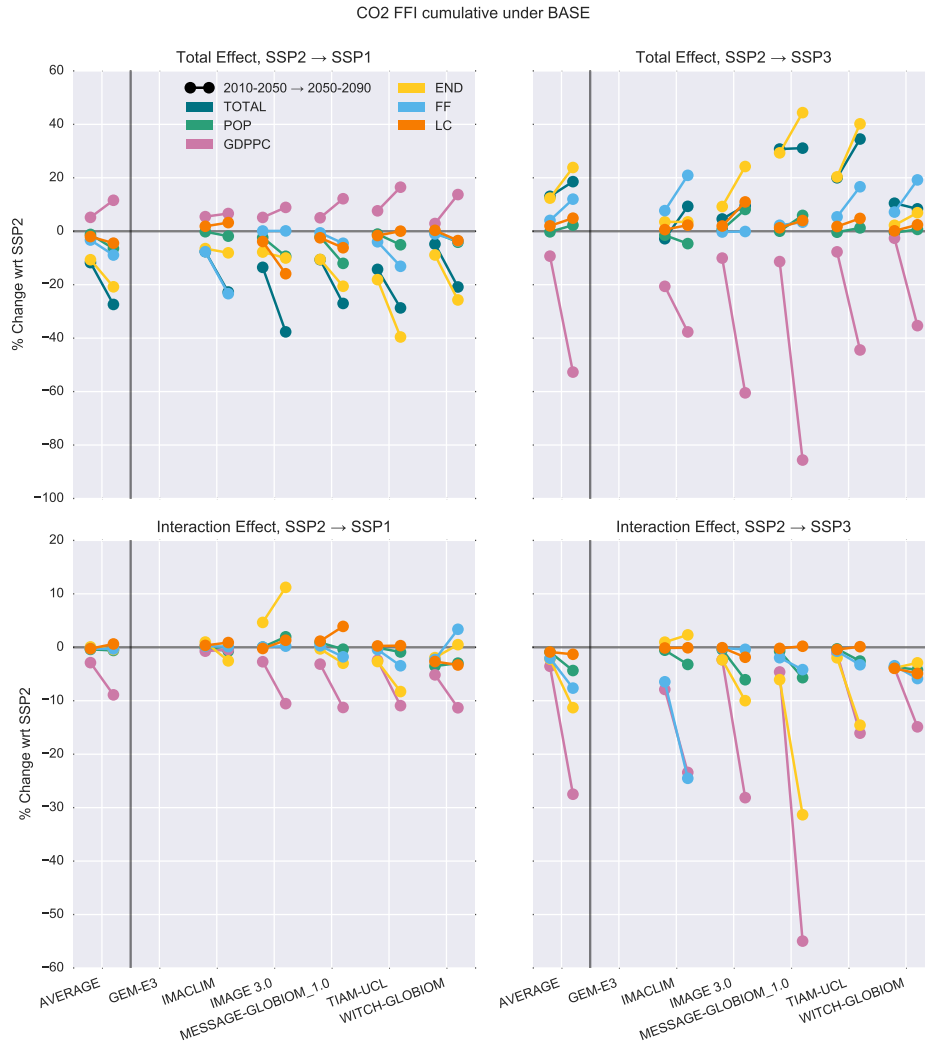 CO2 FFI cumulative under BASE
Total Effect, SSP2 → SSP1
Total Effect, SSP2 → SSP3
60
40
20
0
−20
−40
−60
−80
−100
% Change wrt SSP2
2010-2050 → 2050-2090
TOTAL
POP
GDPPC
END
FF
LC
Interaction Effect, SSP2 → SSP1
Interaction Effect, SSP2 → SSP3
20
10
0
−10
−20
−30
−40
−50
−60
% Change wrt SSP2
AVERAGE
GEM-E3
IMACLIM
IMAGE 3.0
MESSAGE-GLOBIOM_1.0
TIAM-UCL
WITCH-GLOBIOM
AVERAGE
GEM-E3
IMACLIM
IMAGE 3.0
MESSAGE-GLOBIOM_1.0
TIAM-UCL
WITCH-GLOBIOM